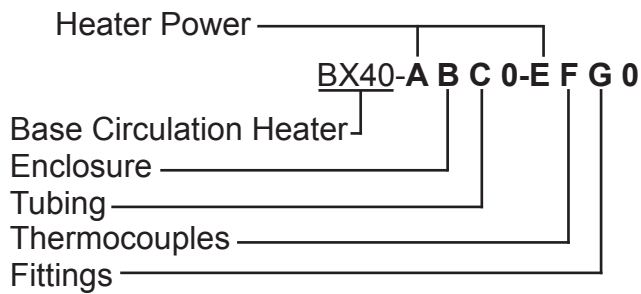 Heater Power
BX40-A B C 0-E F G 0
Base Circulation Heater
Enclosure
Tubing
Thermocouples
Fittings